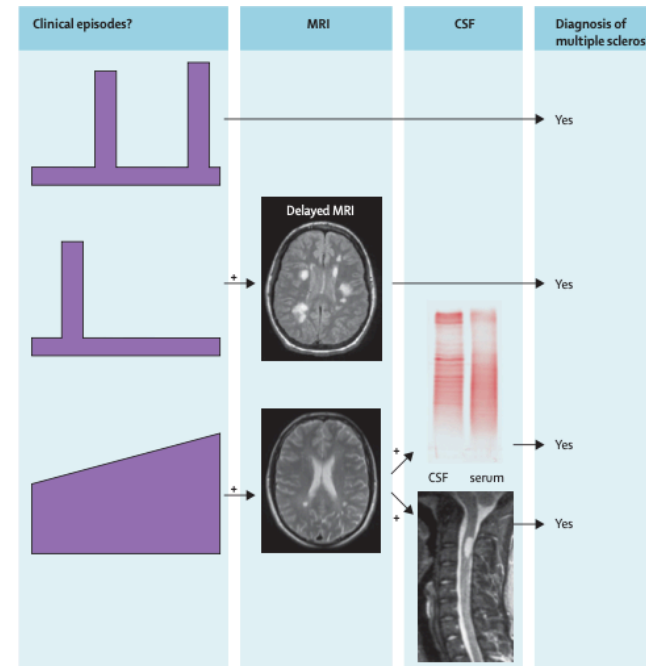 Clinical episodes?
MRI
CSF
Diagnosis of
multiple scleros
Yes
Delayed MRI
+
Yes
+
+
+
CSF serum
Yes
Yes